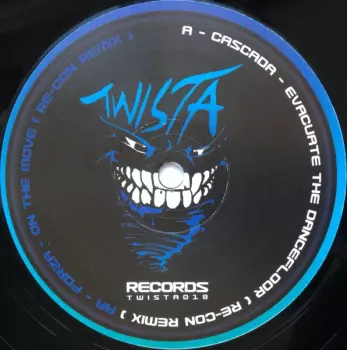 TWISTA
A - CASCADA - EVACUATE THE DANCEFLOOR ( RE-CON REMIX )
AA - FORZA - ON THE MOVE ( RE-CON REMIX )
RECORDS
TWISTA018